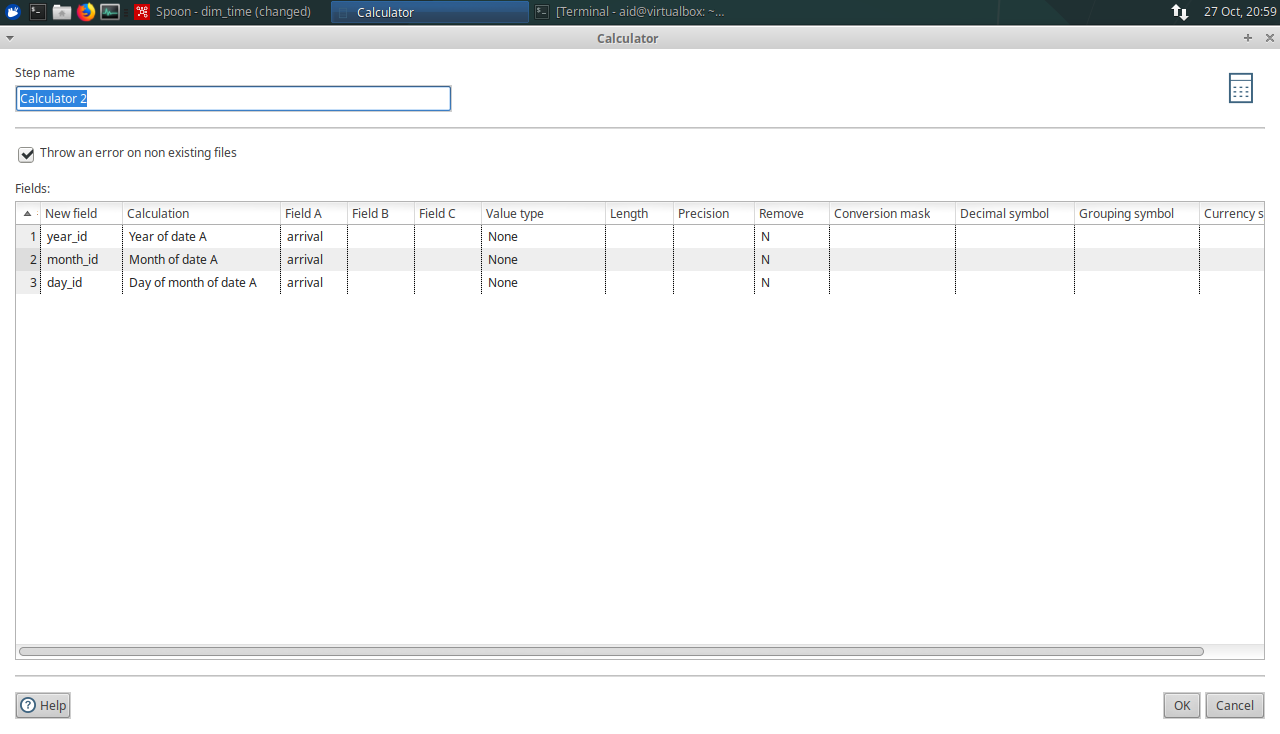 Spoon - dim_time (changed) Calculator [Terminal - aid@virtualbox: ~... 27 Oct, 20:59
Calculator
Step name
Calculator 2
Throw an error on non existing files
Fields:
New field Calculation Field A Field B Field C Value type Length Precision Remove Conversion mask Decimal symbol Grouping symbol Currency s
1 year_id Year of date A arrival None N
2 month_id Month of date A arrival None N
3 day_id Day of month of date A arrival None N
Help OK Cancel